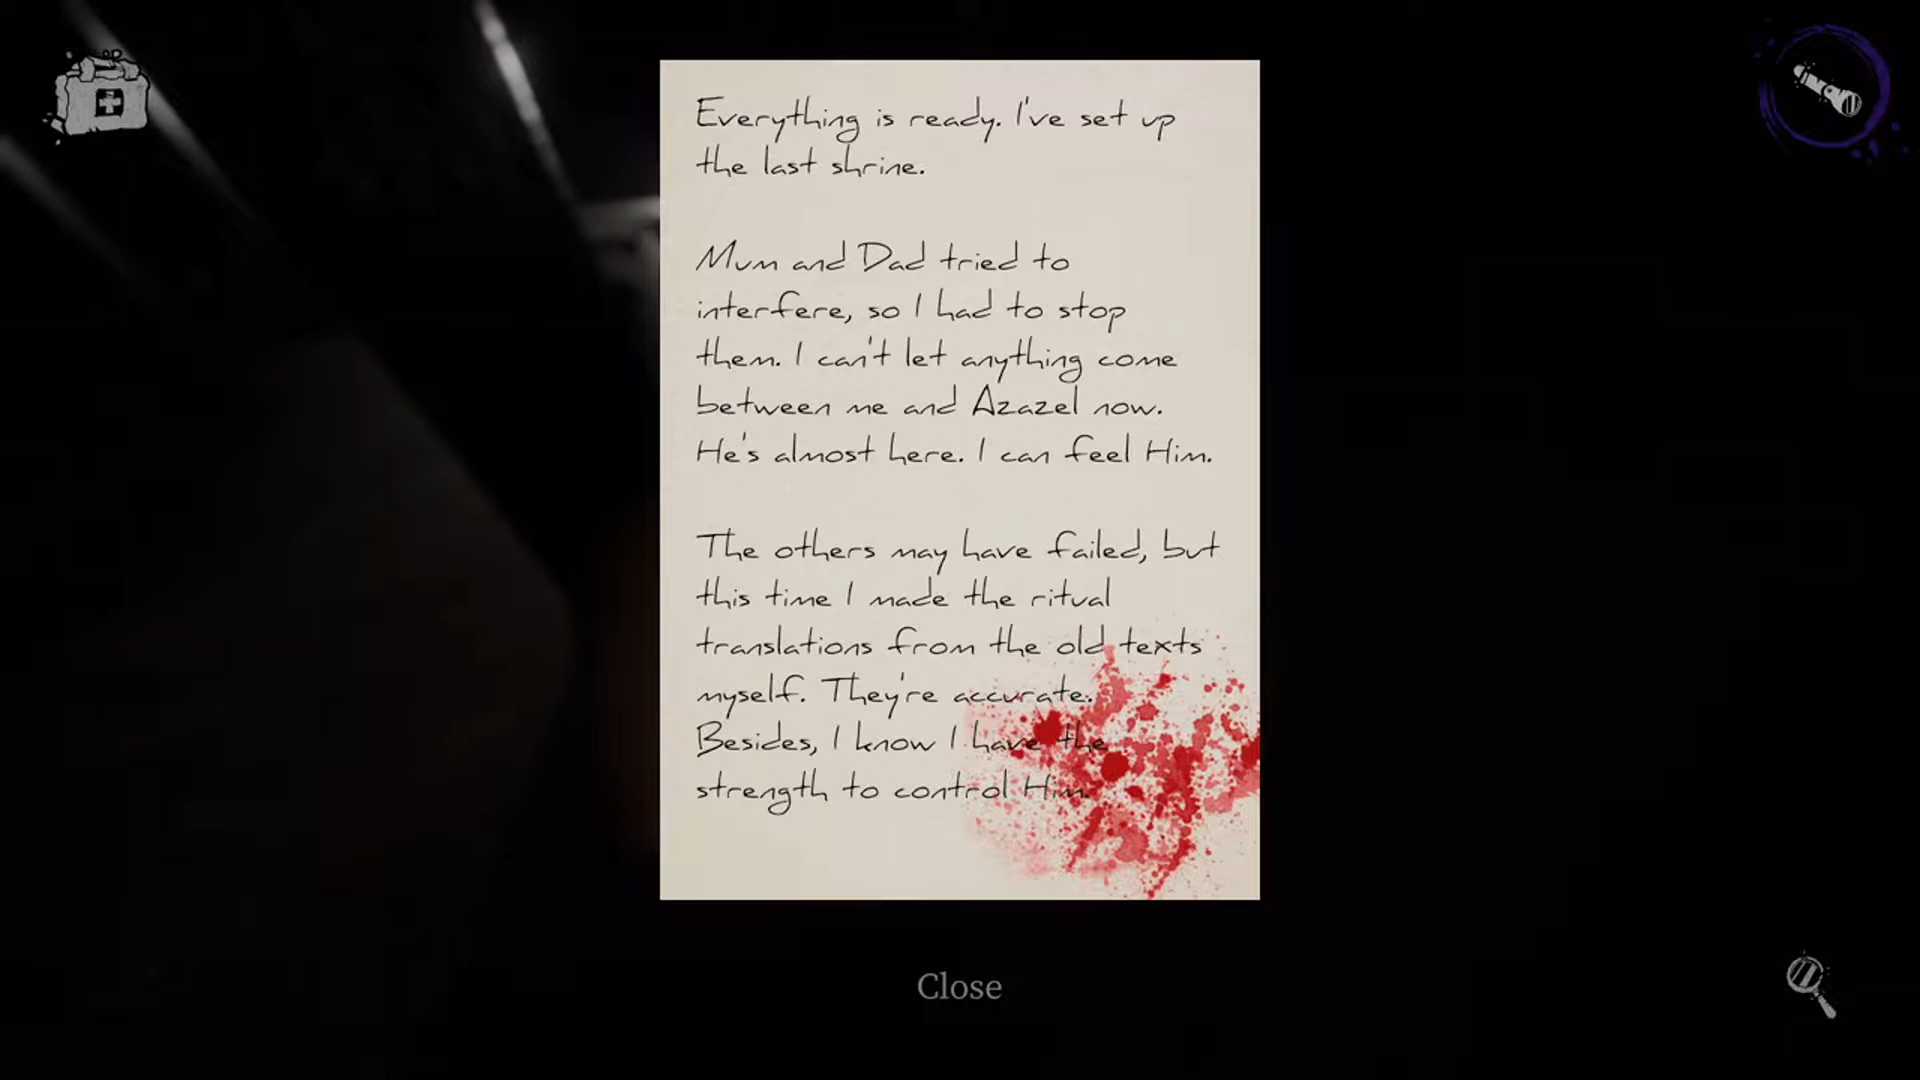 Everything is ready. I've set up
the last shrine.
Mum and Dad tried to
interfere, so I had to stop
them. I can't let anything come
between me and Azazel now.
He's almost here. I can feel Him.
The others may have failed, but
this time I made the ritual
translations from the old texts
myself. They're accurate.
Besides, I know I have the
strength to control Him.
Close